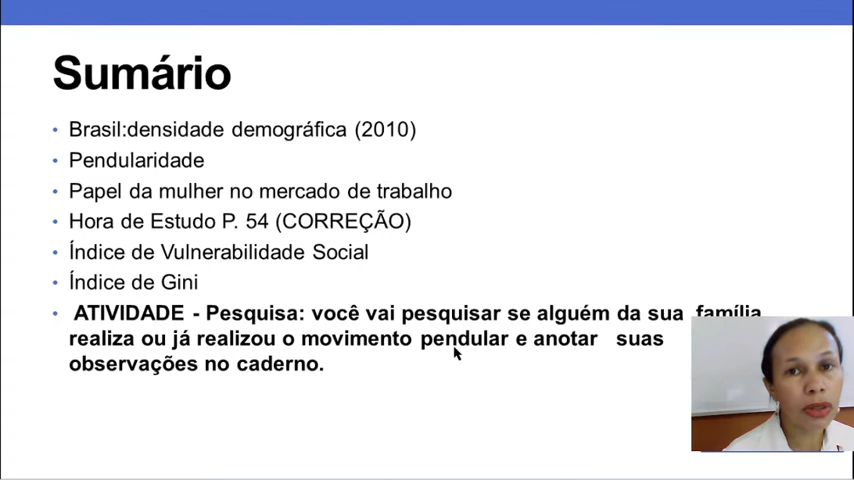 Sumário
Brasil:densidade demográfica (2010)
Pendularidade
Papel da mulher no mercado de trabalho
Hora de Estudo P. 54 (CORREÇÃO)
Índice de Vulnerabilidade Social
Índice de Gini
ATIVIDADE - Pesquisa: você vai pesquisar se alguém da sua família
realiza ou já realizou o movimento pendular e anotar suas
observações no caderno.